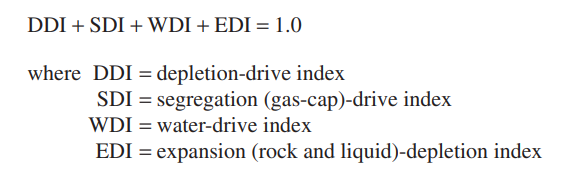 DDI + SDI + WDI + EDI = 1.0
where DDI = depletion-drive index
SDI = segregation (gas-cap)-drive index
WDI = water-drive index
EDI = expansion (rock and liquid)-depletion index